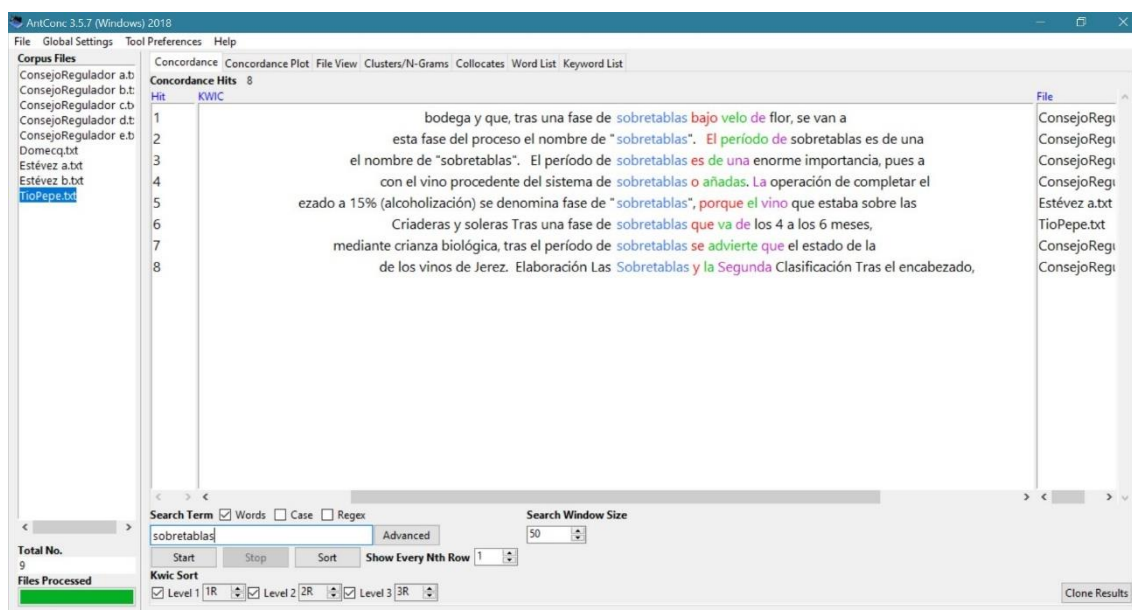 AntConc 3.5.7 (Windows) 2018
File Global Settings Tool Preferences Help
Corpus Files
ConsejoRegulador a.t
ConsejoRegulador b.t
ConsejoRegulador c.t
ConsejoRegulador d.t
ConsejoRegulador e.t
Domecq.txt
Estévez a.txt
Estévez b.txt
TioPepe.txt
Total No.
9
Files Processed
Concordance Concordance Plot File View Clusters/N-Grams Collocates Word List Keyword List
Concordance Hits 8
Hit KWIC File
1 bodega y que, tras una fase de sobretablas bajo velo de flor, se van a ConsejoRegu
2 esta fase del proceso el nombre de "sobretablas". El período de sobretablas es de una ConsejoRegu
3 el nombre de "sobretablas". El período de sobretablas es de una enorme importancia, pues a ConsejoRegu
4 con el vino procedente del sistema de sobretablas o añadas. La operación de completar el ConsejoRegu
5 ezado a 15% (alcoholización) se denomina fase de "sobretablas", porque el vino que estaba sobre las Estévez a.txt
6 Criaderas y soleras Tras una fase de sobretablas que va de los 4 a los 6 meses, TioPepe.txt
7 mediante crianza biológica, tras el período de sobretablas se advierte que el estado de la ConsejoRegu
8 de los vinos de Jerez. Elaboración Las Sobretablas y la Segunda Clasificación Tras el encabezado, ConsejoRegu
Search Term Words Case Regex Search Window Size
sobretablas Advanced 50
Start Stop Sort Show Every Nth Row 1
Kwic Sort
Level 1 1R Level 2 2R Level 3 3R Clone Results